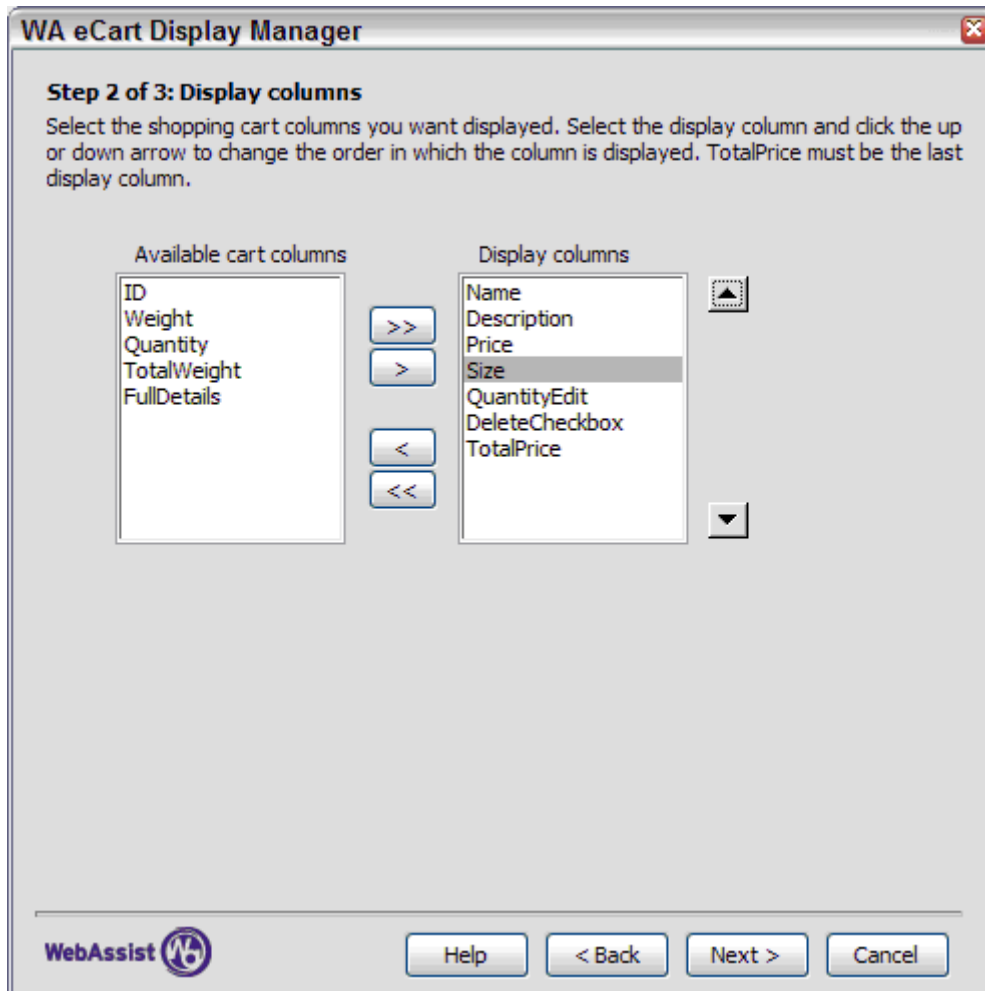 WA eCart Display Manager
Step 2 of 3: Display columns
Select the shopping cart columns you want displayed. Select the display column and click the up
or down arrow to change the order in which the column is displayed. TotalPrice must be the last
display column.
Available cart columns
Display columns
ID
Weight
Quantity
TotalWeight
FullDetails
>>
>
<
<<
Name
Description
Price
Size
QuantityEdit
DeleteCheckbox
TotalPrice
WebAssist
Help
< Back
Next >
Cancel